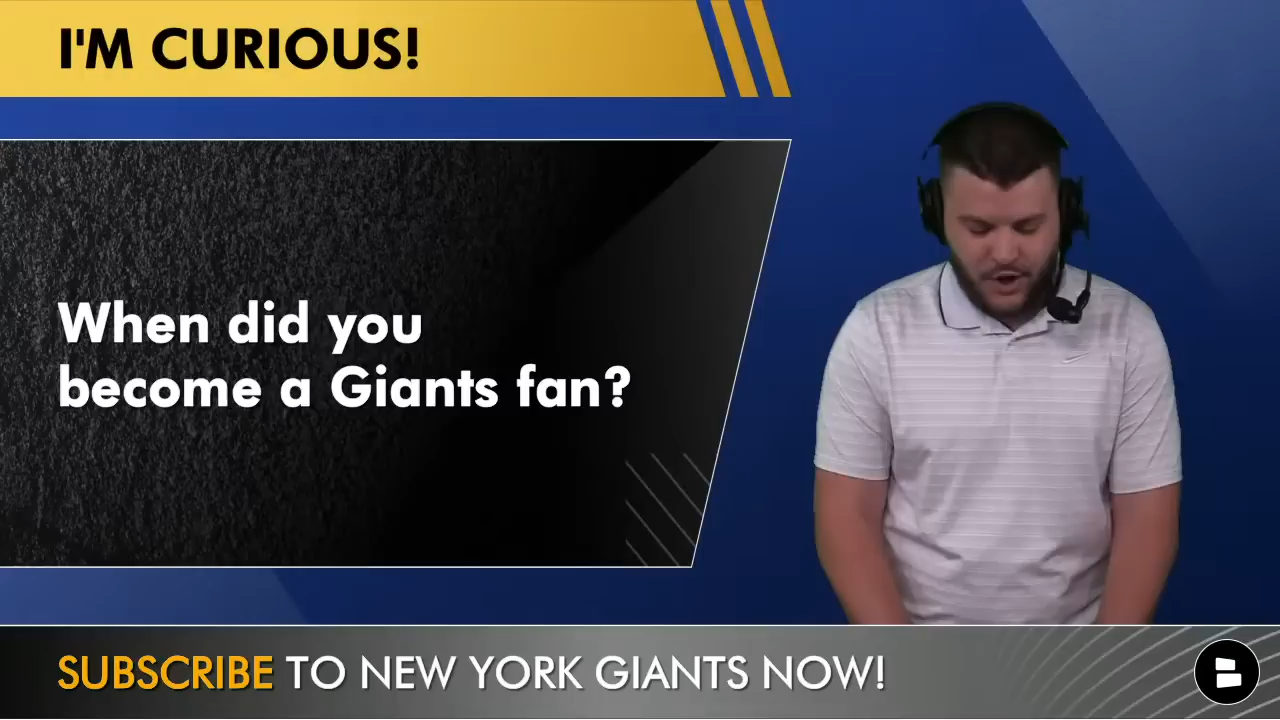 I'M CURIOUS!
When did you
become a Giants fan?
SUBSCRIBE TO NEW YORK GIANTS NOW!